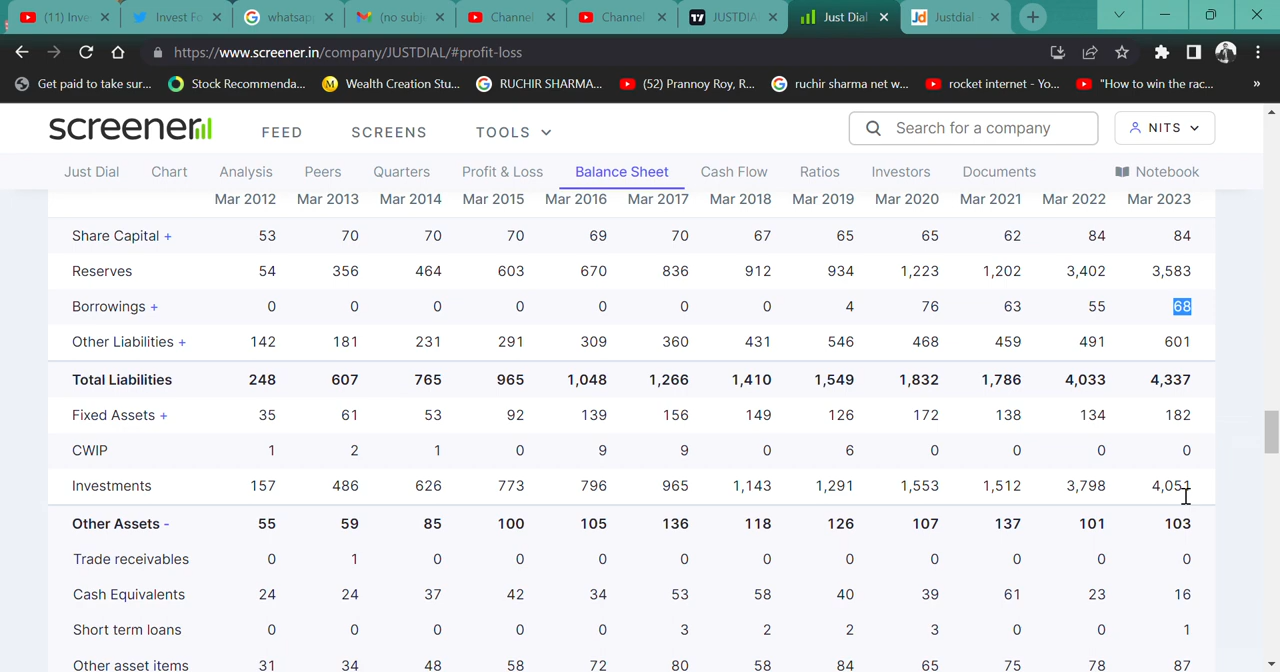 (11) Inve
Invest Fo
whatsap
(no subj
Channel
Channel
JUSTDIA
Just Dial
Justdial
https://www.screener.in/company/JUSTDIAL/#profit-loss
Get paid to take sur...
Stock Recommenda...
Wealth Creation Stu...
RUCHIR SHARMA...
(52) Prannoy Roy, R...
ruchir sharma net w...
rocket internet - Yo...
"How to win the rac...
»
screener
FEED
SCREENS
TOOLS
Search for a company
NITS
Just Dial
Chart
Analysis
Peers
Quarters
Profit & Loss
Balance Sheet
Cash Flow
Ratios
Investors
Documents
Notebook
Mar 2012 Mar 2013 Mar 2014 Mar 2015 Mar 2016 Mar 2017 Mar 2018 Mar 2019 Mar 2020 Mar 2021 Mar 2022 Mar 2023
Share Capital + 53 70 70 70 69 70 67 65 65 62 84 84
Reserves 54 356 464 603 670 836 912 934 1,223 1,202 3,402 3,583
Borrowings + 0 0 0 0 0 0 0 4 76 63 55 68
Other Liabilities + 142 181 231 291 309 360 431 546 468 459 491 601
Total Liabilities 248 607 765 965 1,048 1,266 1,410 1,549 1,832 1,786 4,033 4,337
Fixed Assets + 35 61 53 92 139 156 149 126 172 138 134 182
CWIP 1 2 1 0 9 9 0 6 0 0 0 0
Investments 157 486 626 773 796 965 1,143 1,291 1,553 1,512 3,798 4,051
Other Assets - 55 59 85 100 105 136 118 126 107 137 101 103
Trade receivables 0 1 0 0 0 0 0 0 0 0 0 0
Cash Equivalents 24 24 37 42 34 53 58 40 39 61 23 16
Short term loans 0 0 0 0 0 3 2 2 3 0 0 1
Other asset items 31 34 48 58 72 80 58 84 65 75 78 87